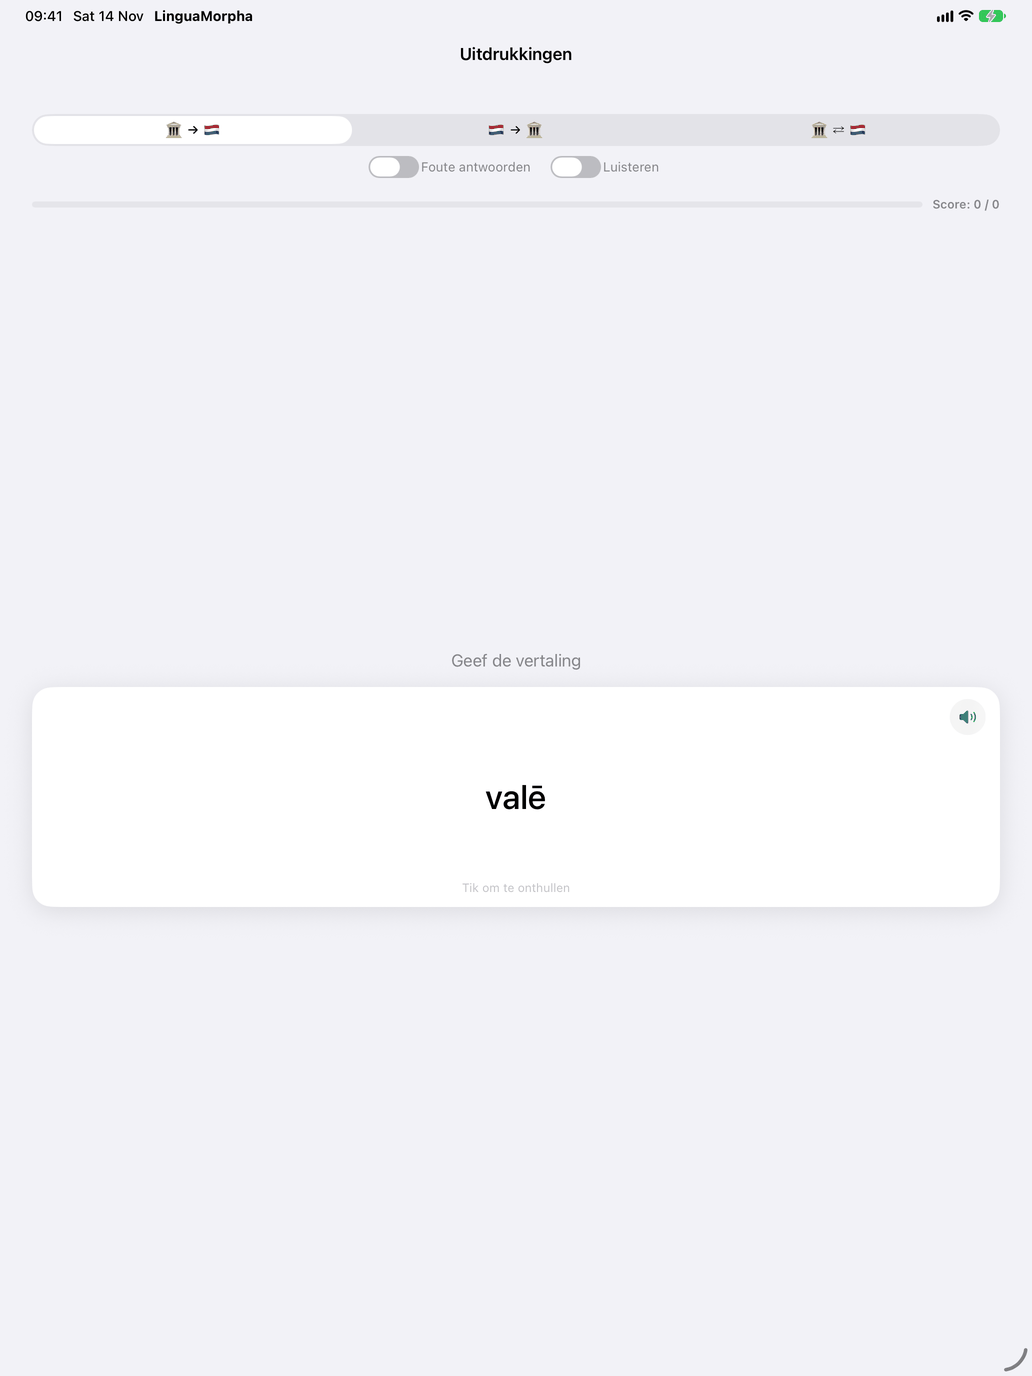 09:41 Sat 14 Nov LinguaMorpha
Uitdrukkingen
🏛️ → 🇳🇱 🇳🇱 → 🏛️ 🏛️ ⇄ 🇳🇱
Foute antwoorden Luisteren
Score: 0 / 0
Geef de vertaling
valē
Tik om te onthullen